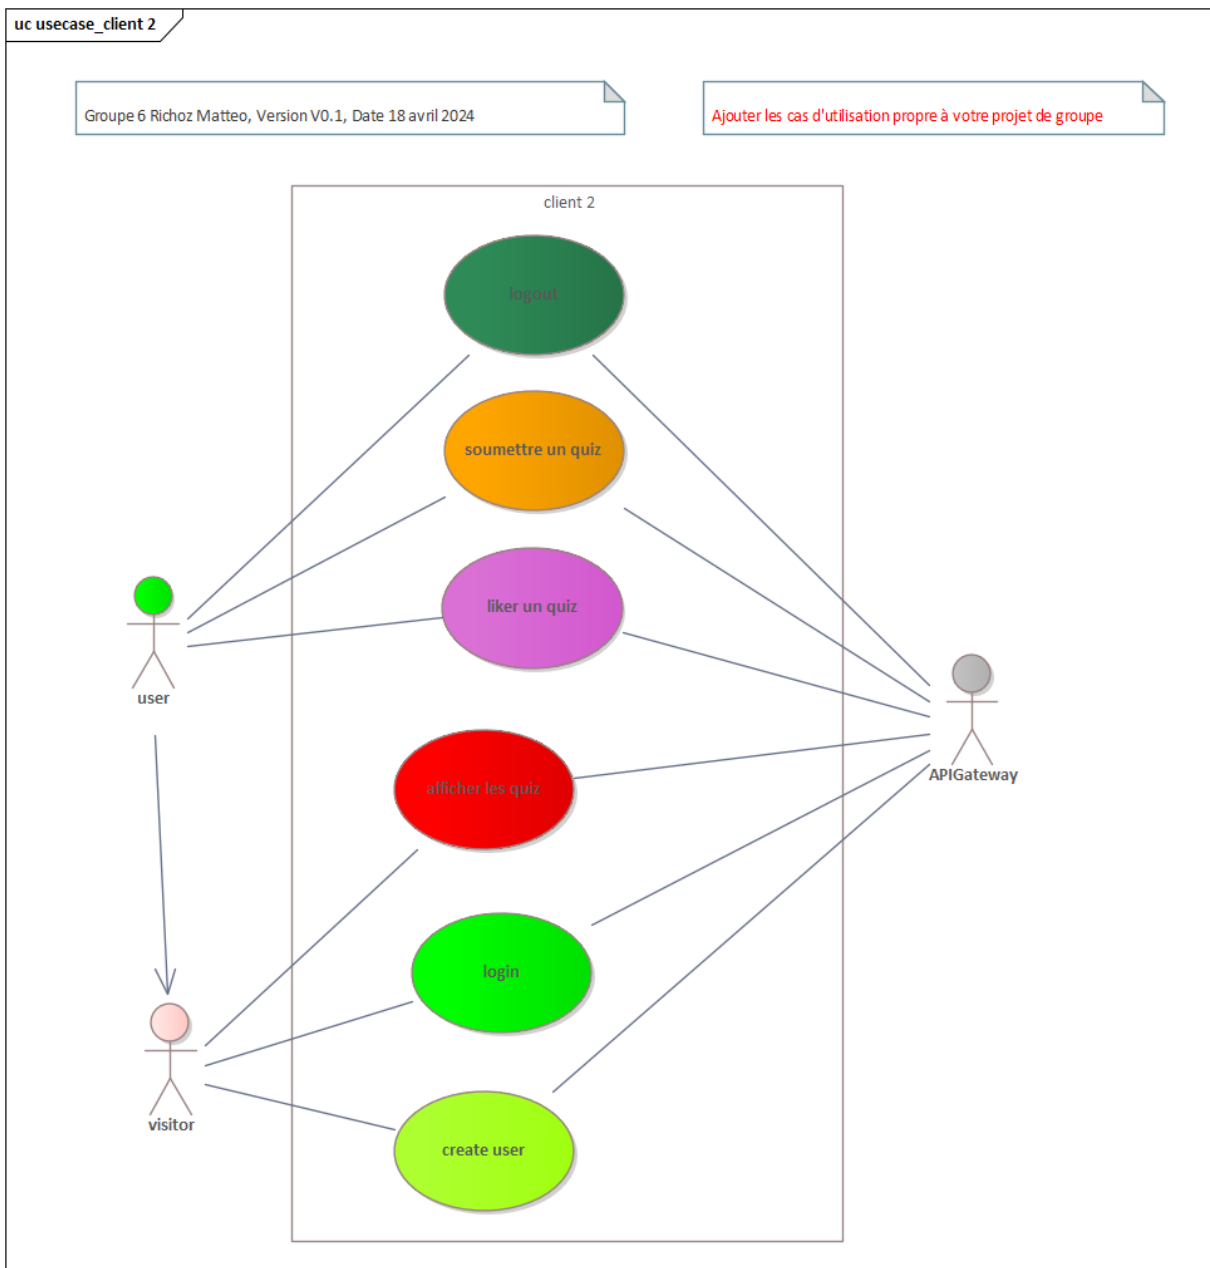 uc usecase_client 2
Groupe 6 Richoz Matteo, Version V0.1, Date 18 avril 2024
Ajouter les cas d'utilisation propre à votre projet de groupe
client 2
logout
soumettre un quiz
liker un quiz
user
APIGateway
afficher les quiz
login
visitor
create user